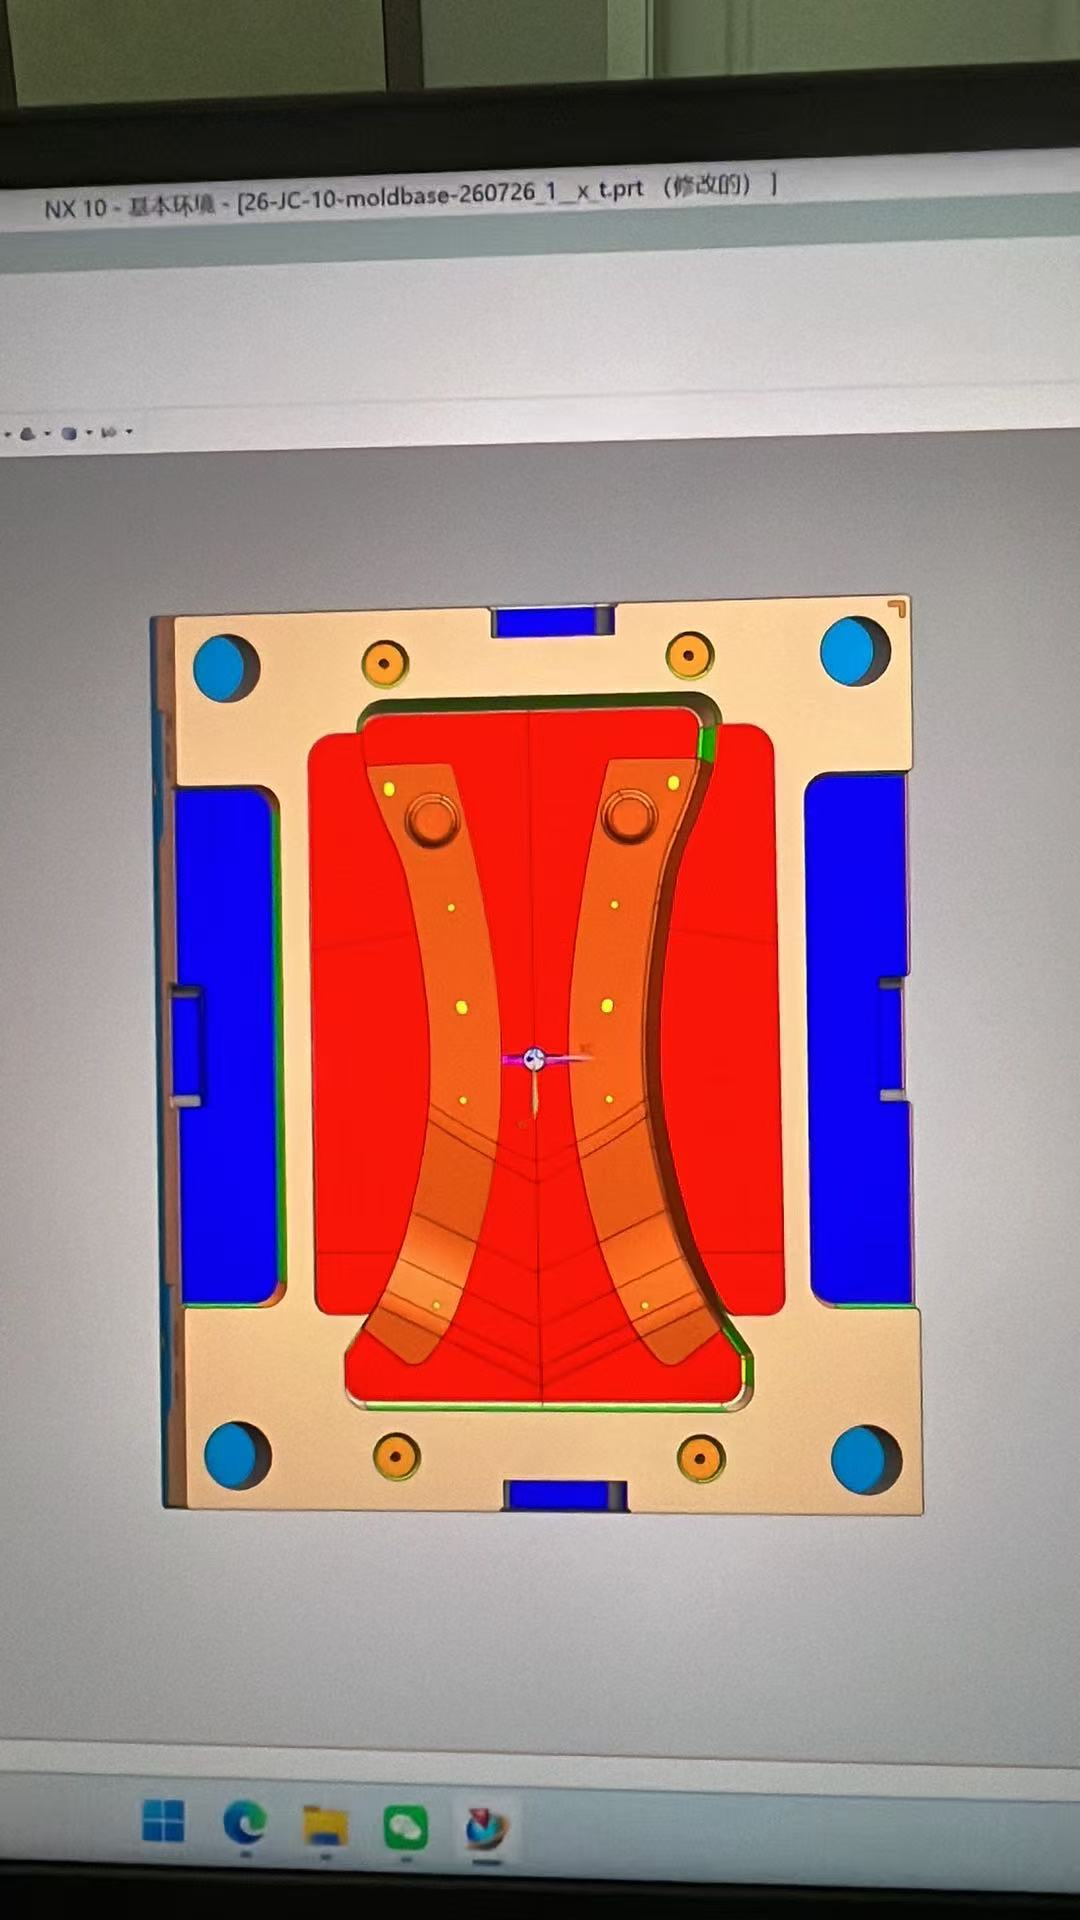 NX 10 - 基本环境 - [26-JC-10-moldbase-260726_1__x_t.prt （修改的） ]